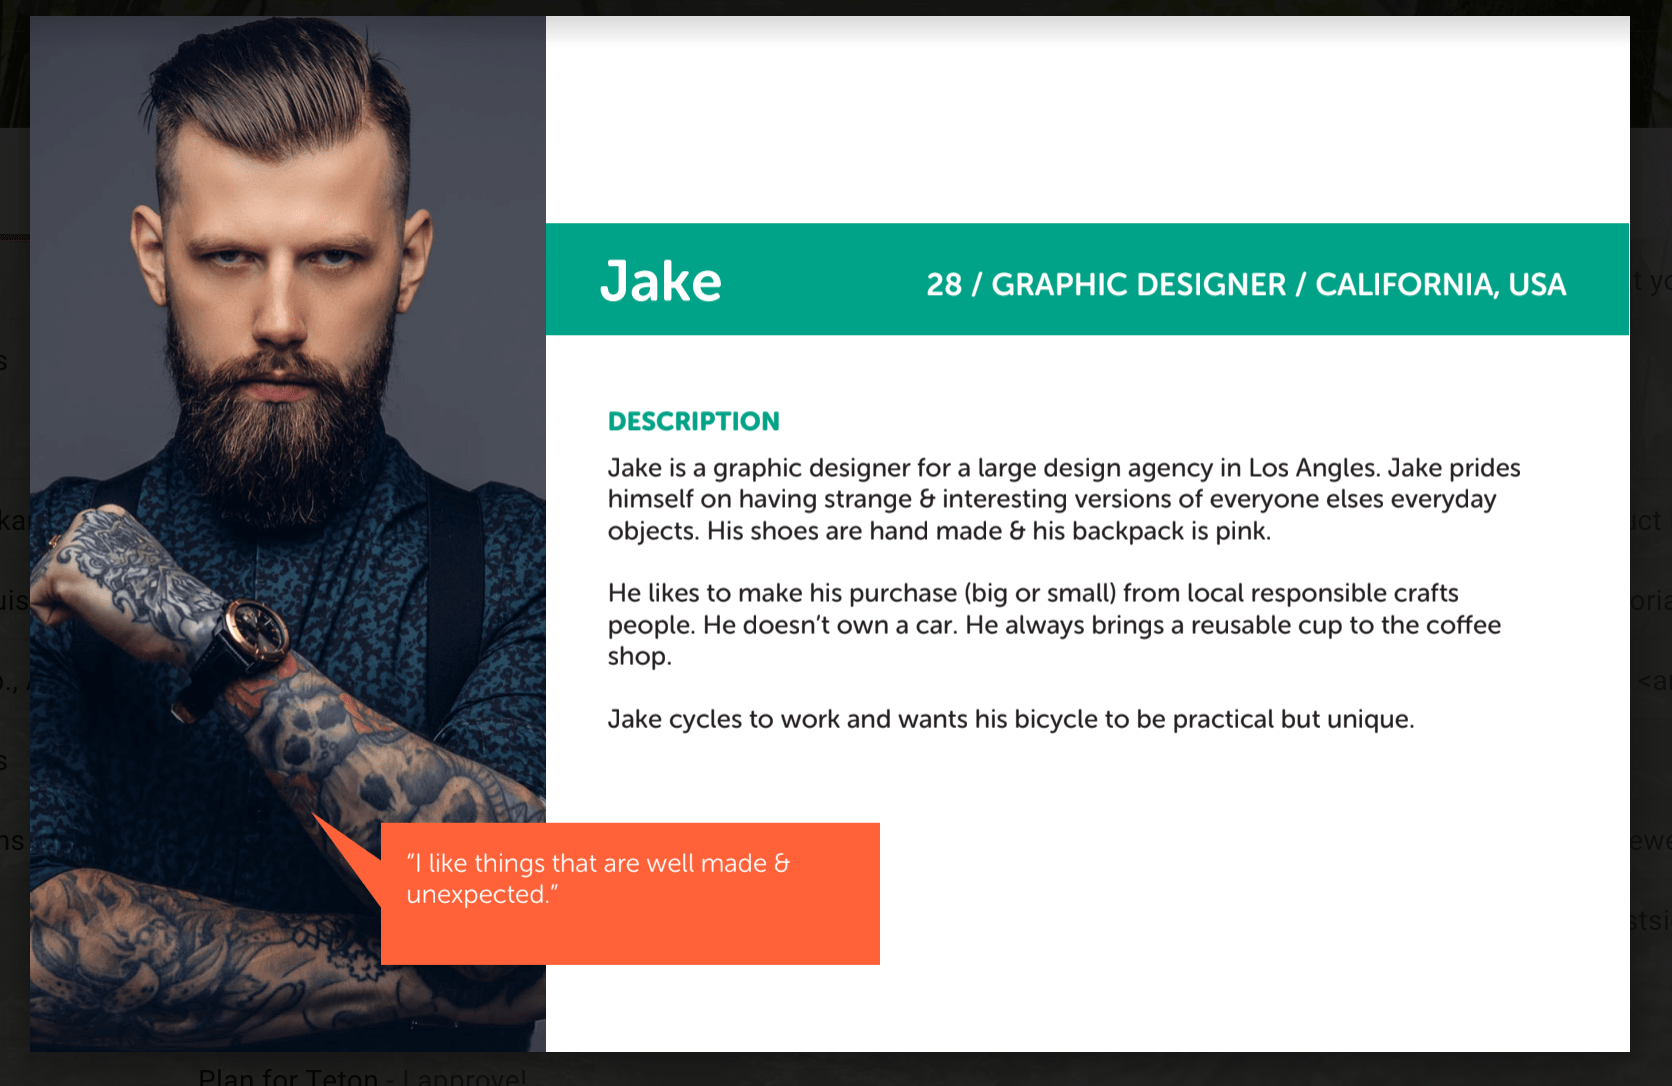 Jake
28 / GRAPHIC DESIGNER / CALIFORNIA, USA
DESCRIPTION
Jake is a graphic designer for a large design agency in Los Angles. Jake prides
himself on having strange & interesting versions of everyone elses everyday
objects. His shoes are hand made & his backpack is pink.
He likes to make his purchase (big or small) from local responsible crafts
people. He doesn’t own a car. He always brings a reusable cup to the coffee
shop.
Jake cycles to work and wants his bicycle to be practical but unique.
“I like things that are well made &
unexpected.”
Plan for Teton - I approve!